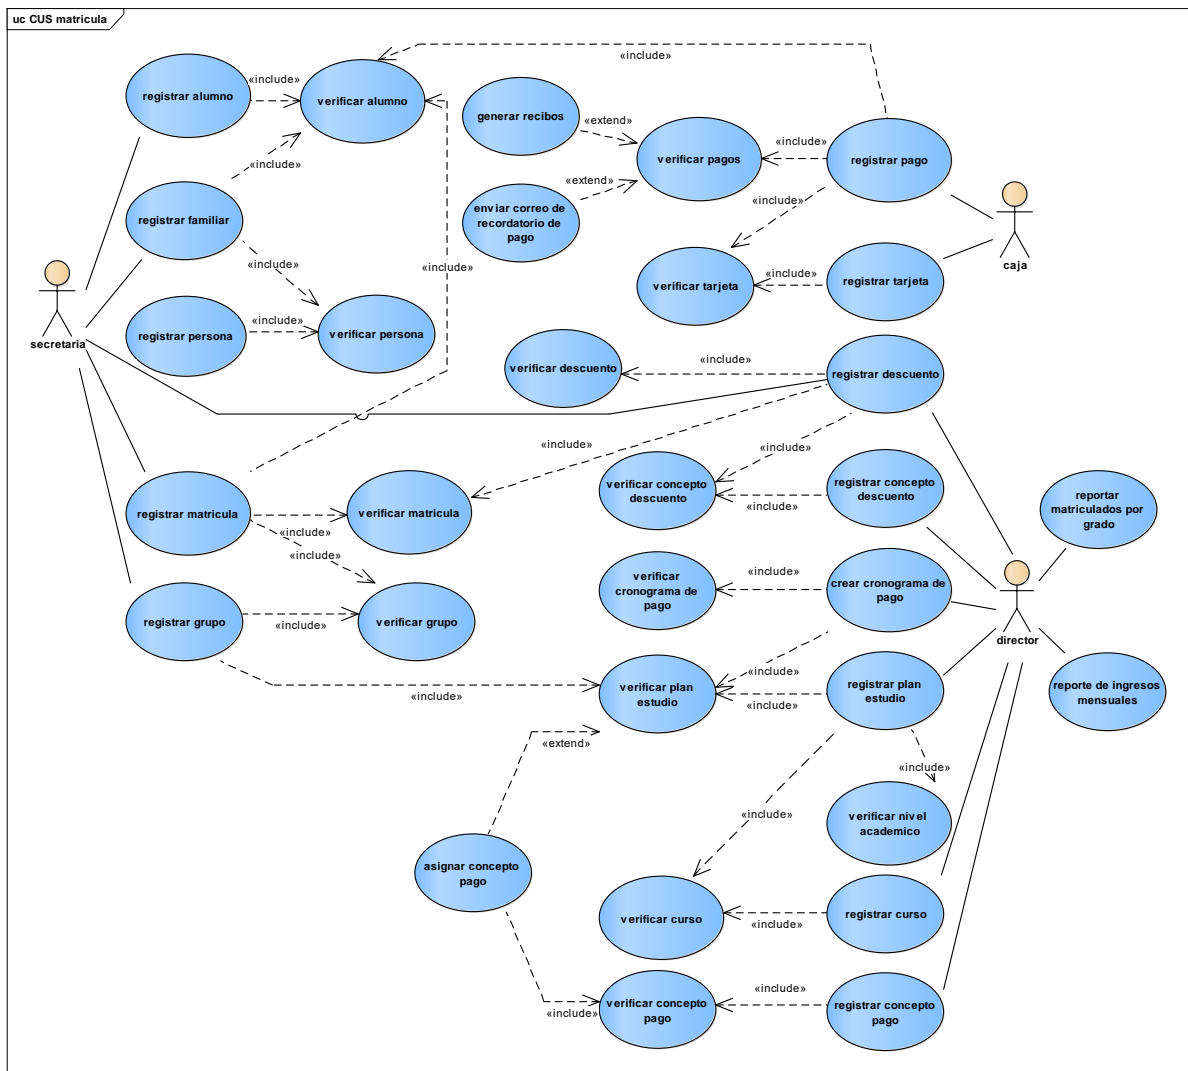 uc CUS matricula
«include»
registrar alumno
«include»
verificar alumno
generar recibos
«extend»
verificar pagos
«include»
registrar pago
«include»
«extend»
registrar familiar
enviar correo de
recordatorio de
pago
«include»
caja
«include»
«include»
verificar tarjeta
«include»
registrar tarjeta
secretaria
registrar persona
«include»
verificar persona
verificar descuento
«include»
registrar descuento
«include»
«include»
verificar concepto
descuento
«include»
registrar concepto
descuento
reportar
matriculados por
grado
registrar matricula
«include»
verificar matricula
«include»
verificar
cronograma de
pago
«include»
crear cronograma de
pago
director
registrar grupo
«include»
verificar grupo
«include»
verificar plan
estudio
«include»
«include»
registrar plan
estudio
reporte de ingresos
mensuales
«extend»
«include»
«include»
verificar nivel
academico
asignar concepto
pago
verificar curso
«include»
registrar curso
«include»
verificar concepto
pago
«include»
registrar concepto
pago